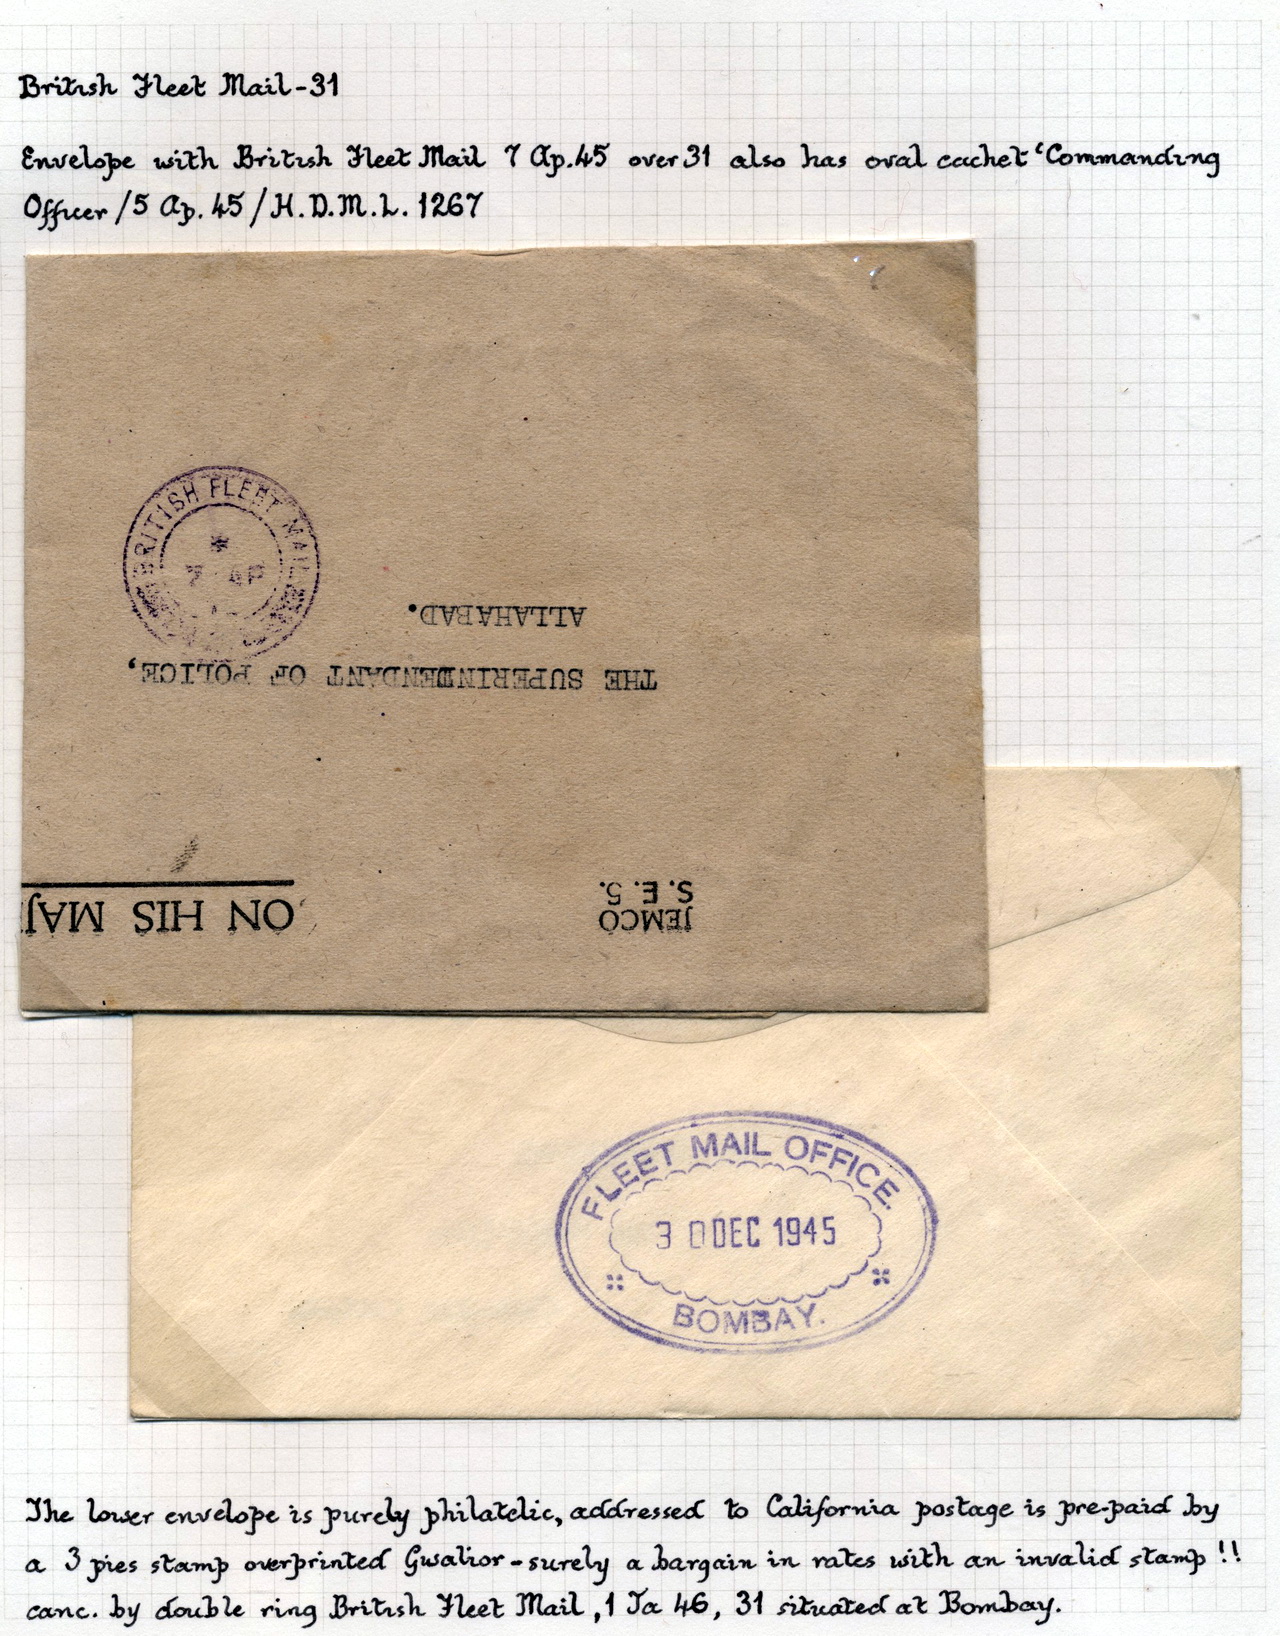 British Fleet Mail-31
Envelope with British Fleet Mail 7 Ap.45 over 31 also has oval cachet 'Commanding
Officer/5 Ap. 45/H.D.M.L. 1267
BRITISH FLEET MAIL
7 AP
ALLAHABAD.
THE SUPERINDENDANT OF POLICE,
ON HIS MAJ
JEMCO
S.E.5.
FLEET MAIL OFFICE.
3 0 DEC 1945
BOMBAY.
The lower envelope is purely philatelic, addressed to California postage is pre-paid by
a 3 pies stamp overprinted Gwalior-surely a bargain in rates with an invalid stamp !!
canc. by double ring British Fleet Mail, 1 Ja 46, 31 situated at Bombay.